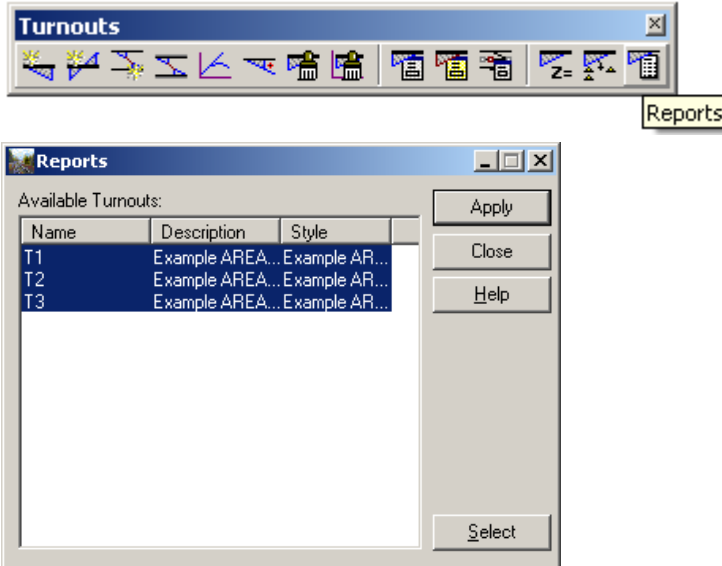 Turnouts
Z=
Reports
Reports
Available Turnouts:
Apply
Name Description Style
Close
T1 Example AREA... Example AR...
T2 Example AREA... Example AR...
Help
T3 Example AREA... Example AR...
Select